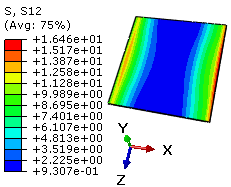 S, S12
(Avg: 75%)
+1.646e+01
+1.517e+01
+1.387e+01
+1.258e+01
+1.128e+01
+9.989e+00
+8.695e+00
+7.401e+00
+6.107e+00
+4.813e+00
+3.519e+00
+2.225e+00
+9.307e-01
Y
X
Z